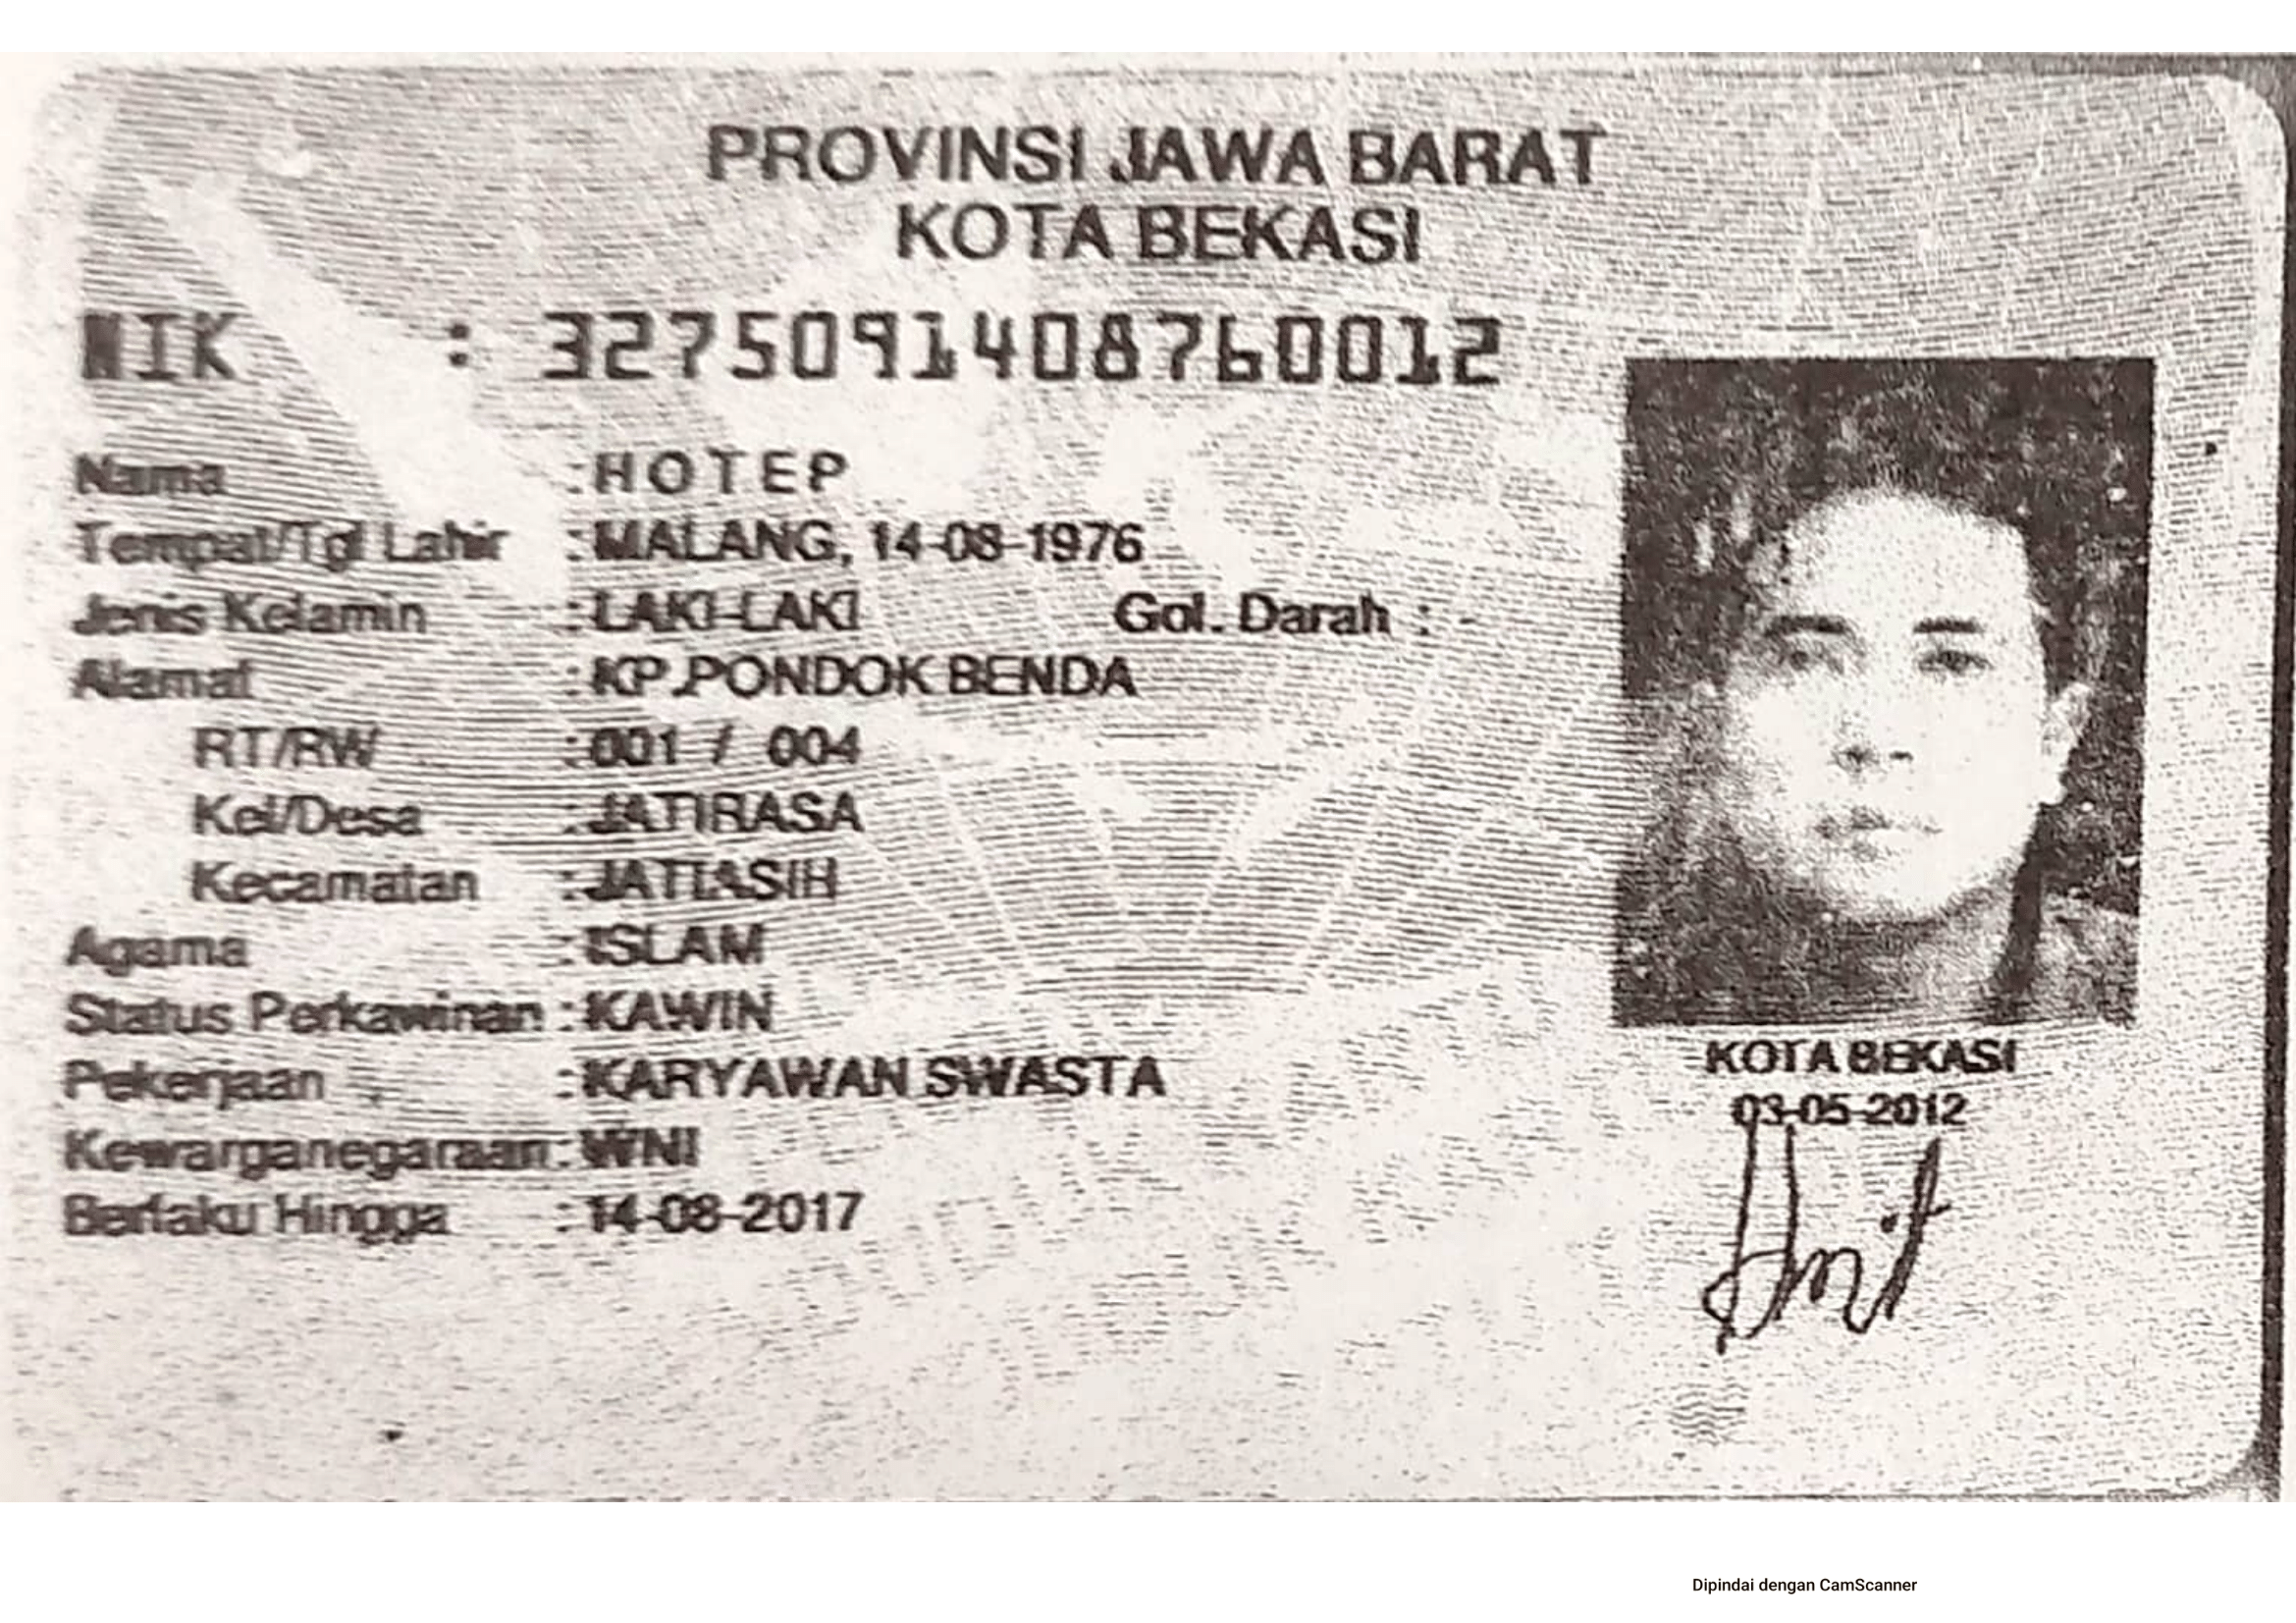 PROVINSI JAWA BARAT
KOTA BEKASI
NIK : 3275091408760012
Nama : HOTEP
Tempat/Tgl Lahir : MALANG, 14-08-1976
Jenis Kelamin : LAKI-LAKI Gol. Darah : -
Alamat : KP.PONDOK BENDA
RT/RW : 001 / 004
Kel/Desa : JATIRASA
Kecamatan : JATIASIH
Agama : ISLAM
Status Perkawinan : KAWIN
Pekerjaan : KARYAWAN SWASTA
Kewarganegaraan : WNI
Berlaku Hingga : 14-08-2017
KOTA BEKASI
03-05-2012
Dipindai dengan CamScanner